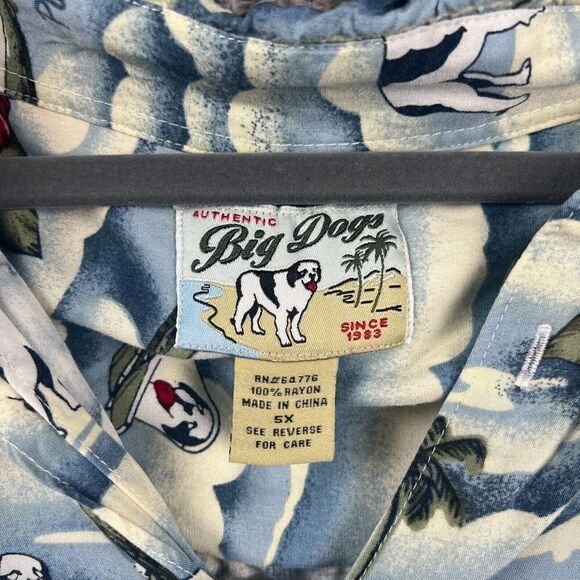 AUTHENTIC
Big Dogs
SINCE
1983
RN#64776
100% RAYON
MADE IN CHINA
5X
SEE REVERSE
FOR CARE